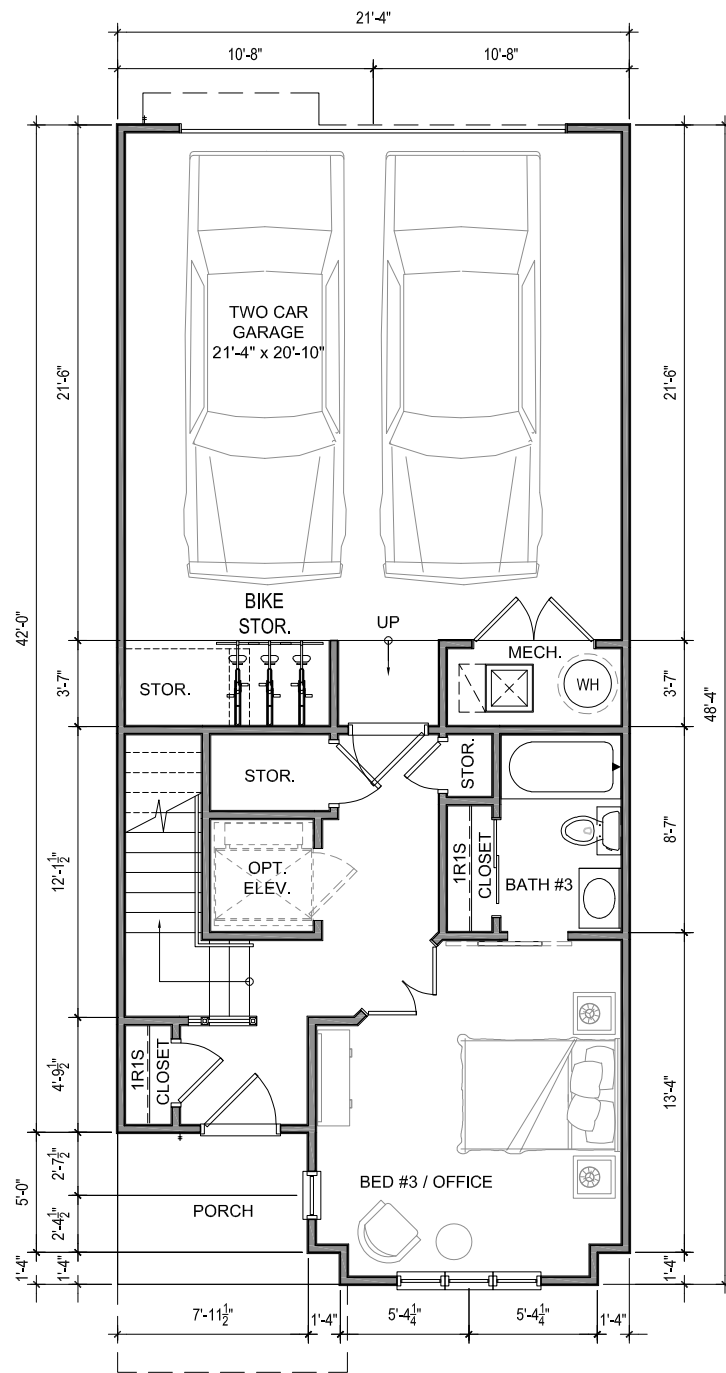 21'-4"
10'-8"
10'-8"
TWO CAR
GARAGE
21'-4" x 20'-10"
21'-6"
21'-6"
42'-0"
48'-4"
BIKE
STOR.
UP
MECH.
WH
STOR.
3'-7"
3'-7"
STOR.
STOR.
OPT.
ELEV.
1R1S
CLOSET
BATH #3
12'-1½"
8'-7"
1R1S
CLOSET
4'-9½"
13'-4"
BED #3 / OFFICE
PORCH
5'-0"
2'-7½"
2'-4½"
1'-4"
1'-4"
1'-4"
7'-11½"
1'-4"
5'-4¼"
5'-4¼"
1'-4"